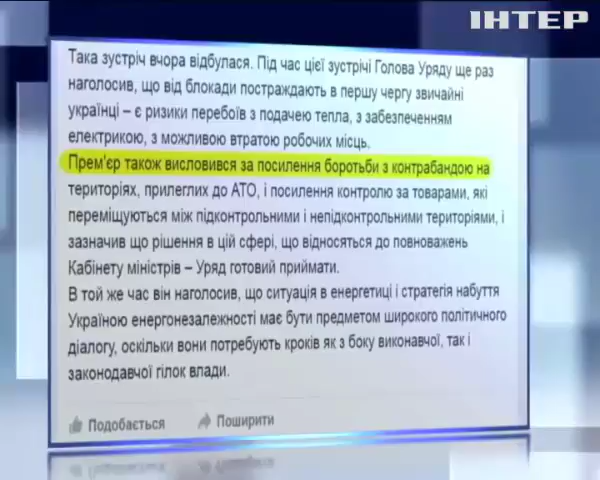 ІНТЕР
Така зустріч вчора відбулася. Під час цієї зустрічі Голова Уряду ще раз
наголосив, що від блокади постраждають в першу чергу звичайні
українці – є ризики перебоїв з подачею тепла, з забезпеченням
електрикою, з можливою втратою робочих місць.
Прем'єр також висловився за посилення боротьби з контрабандою на
територіях, прилеглих до АТО, і посилення контролю за товарами, які
переміщуються між підконтрольними і непідконтрольними територіями, і
зазначив що рішення в цій сфері, що відносяться до повноважень
Кабінету міністрів – Уряд готовий приймати.
В той же час він наголосив, що ситуація в енергетиці і стратегія набуття
Україною енергонезалежності має бути предметом широкого політичного
діалогу, оскільки вони потребують кроків як з боку виконавчої, так і
законодавчої гілок влади.
Подобається Поширити